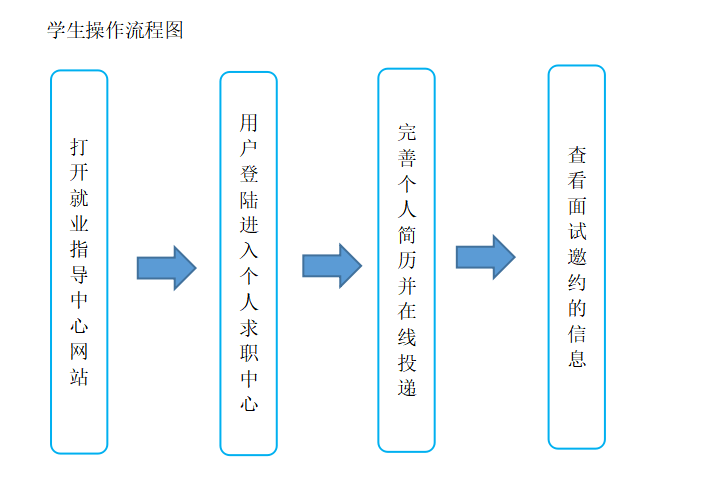 学生操作流程图
打开就业指导中心网站
用户登陆进入个人求职中心
完善个人简历并在线投递
查看面试邀约的信息